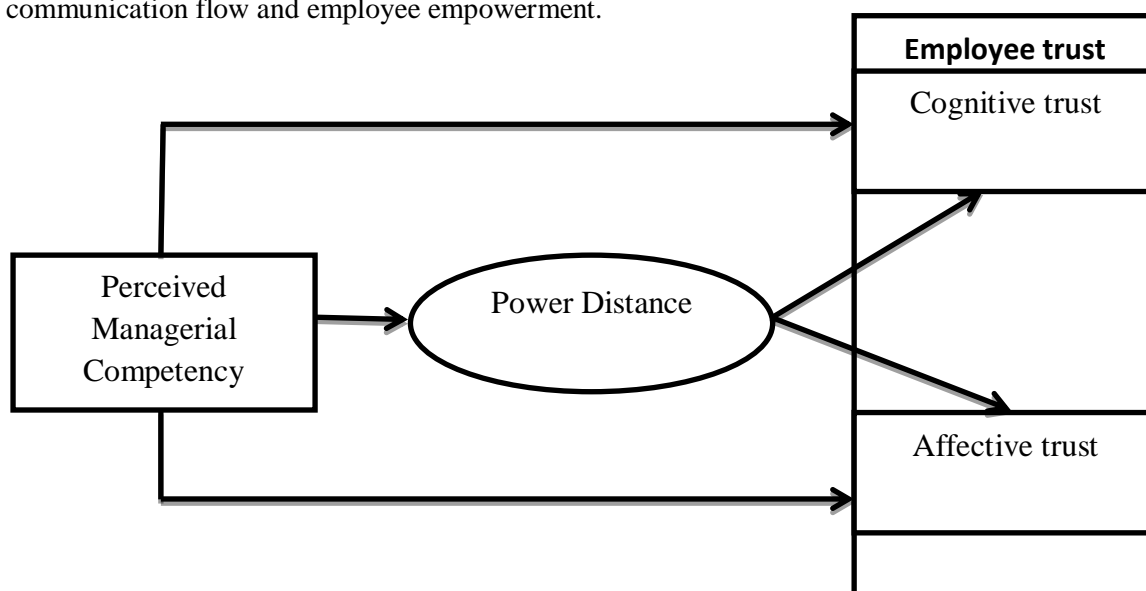 communication flow and employee empowerment.
Employee trust
Cognitive trust
Perceived
Managerial
Competency
Power Distance
Affective trust